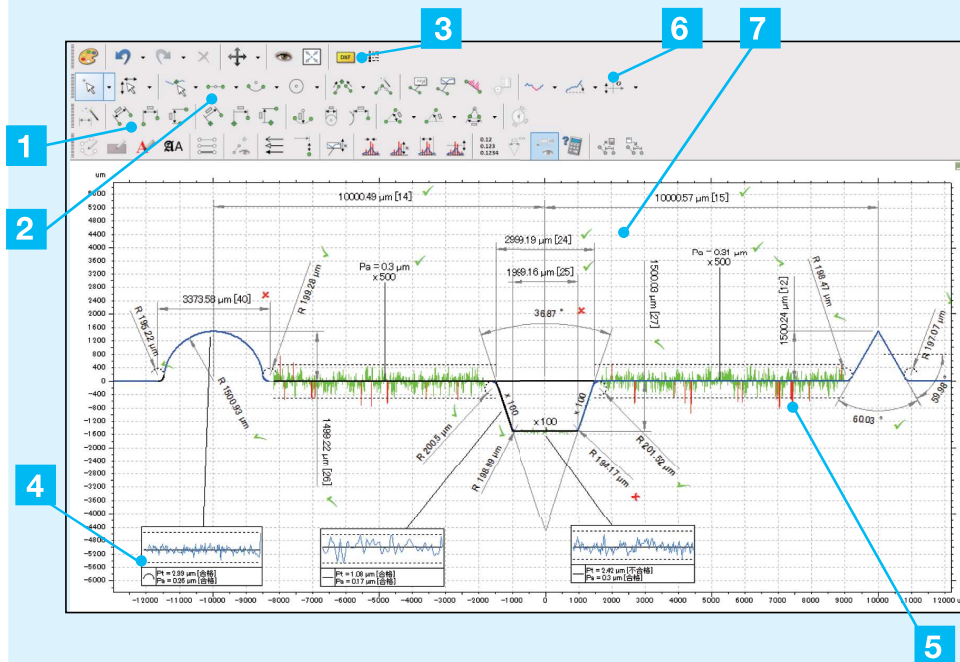 3
6
7
DXF
1
2
AA
0.12
0.123
0.1234
um
5600
5200
4800
4400
4000
3600
3200
2800
2400
2000
1600
1200
800
400
0
-400
-800
-1200
-1600
-2000
-2400
-2800
-3200
-3600
-4000
-4400
-4800
-5200
-5600
-6000
10000.49 µm [14]
10000.57 µm [15]
2999.19 µm [24]
1999.16 µm [25]
Pa = 0.3 µm
x 500
Pa = 0.31 µm
x 500
3373.58 µm [40]
R 199.28 µm
R 195.22 µm
36.87 °
1500.03 µm [27]
1500.24 µm [12]
R 198.47 µm
R 197.07 µm
R 1500.93 µm
1499.22 µm [26]
x 100
x 100
x 100
R 200.5 µm
R 198.89 µm
R 194.17 µm
R 201.52 µm
60.03 °
59.98 °
4
Pt = 2.99 µm [合格]
Pa = 0.26 µm [合格]
Pt = 1.08 µm [合格]
Pa = 0.17 µm [合格]
Pt = 2.42 µm [不合格]
Pa = 0.3 µm [合格]
-12000 -11000 -10000 -9000 -8000 -7000 -6000 -5000 -4000 -3000 -2000 -1000 0 1000 2000 3000 4000 5000 6000 7000 8000 9000 10000 11000 12000
5